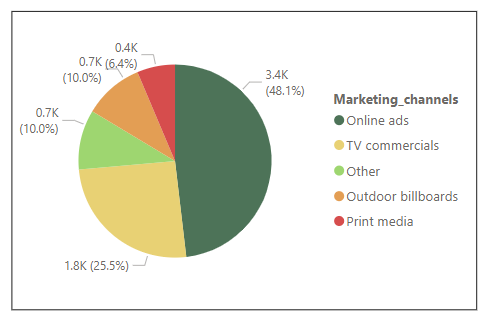 0.4K
(6.4%)
0.7K
(10.0%)
0.7K
(10.0%)
1.8K (25.5%)
3.4K
(48.1%)
Marketing_channels
Online ads
TV commercials
Other
Outdoor billboards
Print media